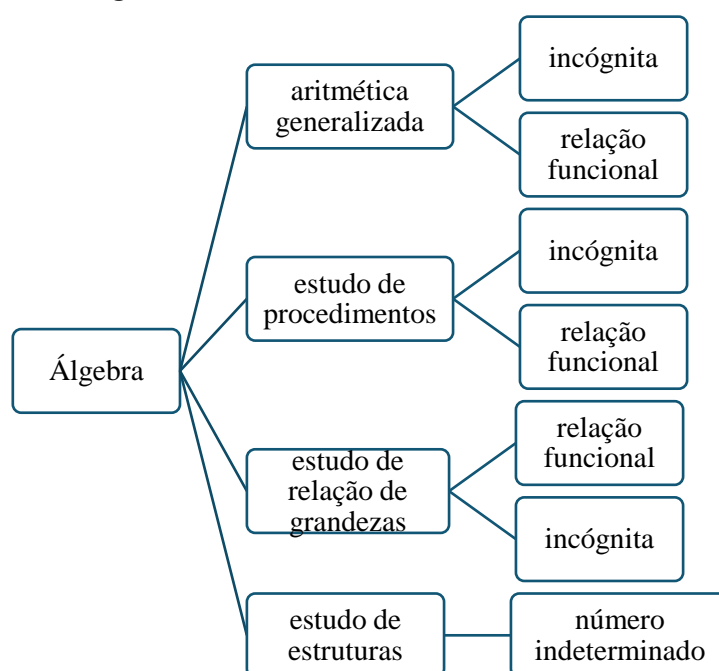 incógnita
aritmética
generalizada
relação
funcional
incógnita
estudo de
procedimentos
relação
funcional
Álgebra
relação
funcional
estudo de
relação de
grandezas
incógnita
estudo de
estruturas
número
indeterminado